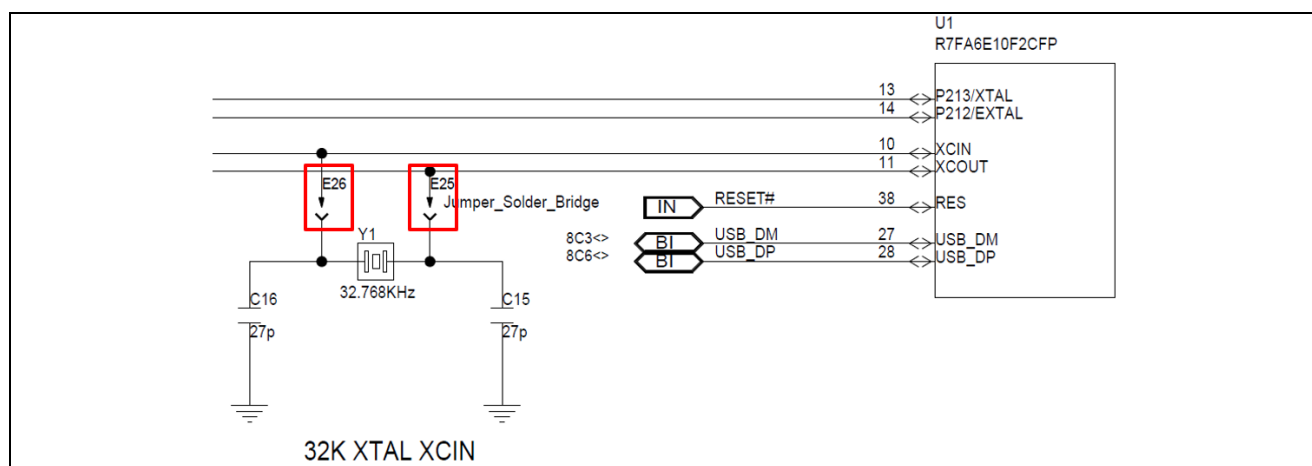 U1
R7FA6E10F2CFP
13 P213/XTAL
14 P212/EXTAL
10 XCIN
11 XCOUT
E26 E25
Jumper_Solder_Bridge
IN RESET# 38 RES
Y1
8C3<> BI USB_DM 27 USB_DM
8C6<> BI USB_DP 28 USB_DP
32.768KHz
C16 C15
27p 27p
32K XTAL XCIN